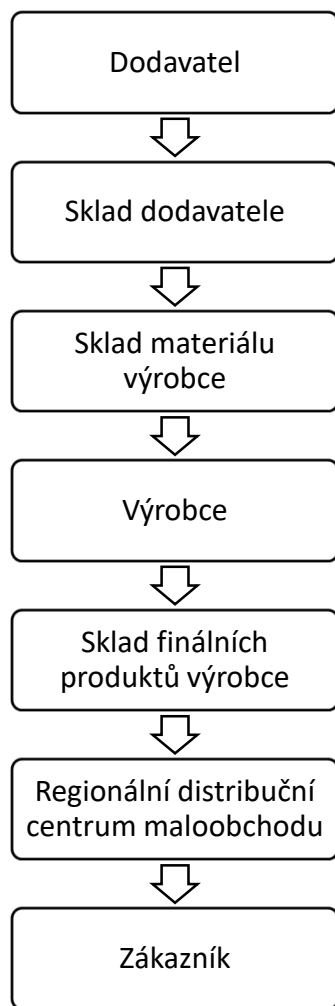 Dodavatel
Sklad dodavatele
Sklad materiálu
výrobce
Výrobce
Sklad finálních
produktů výrobce
Regionální distribuční
centrum maloobchodu
Zákazník